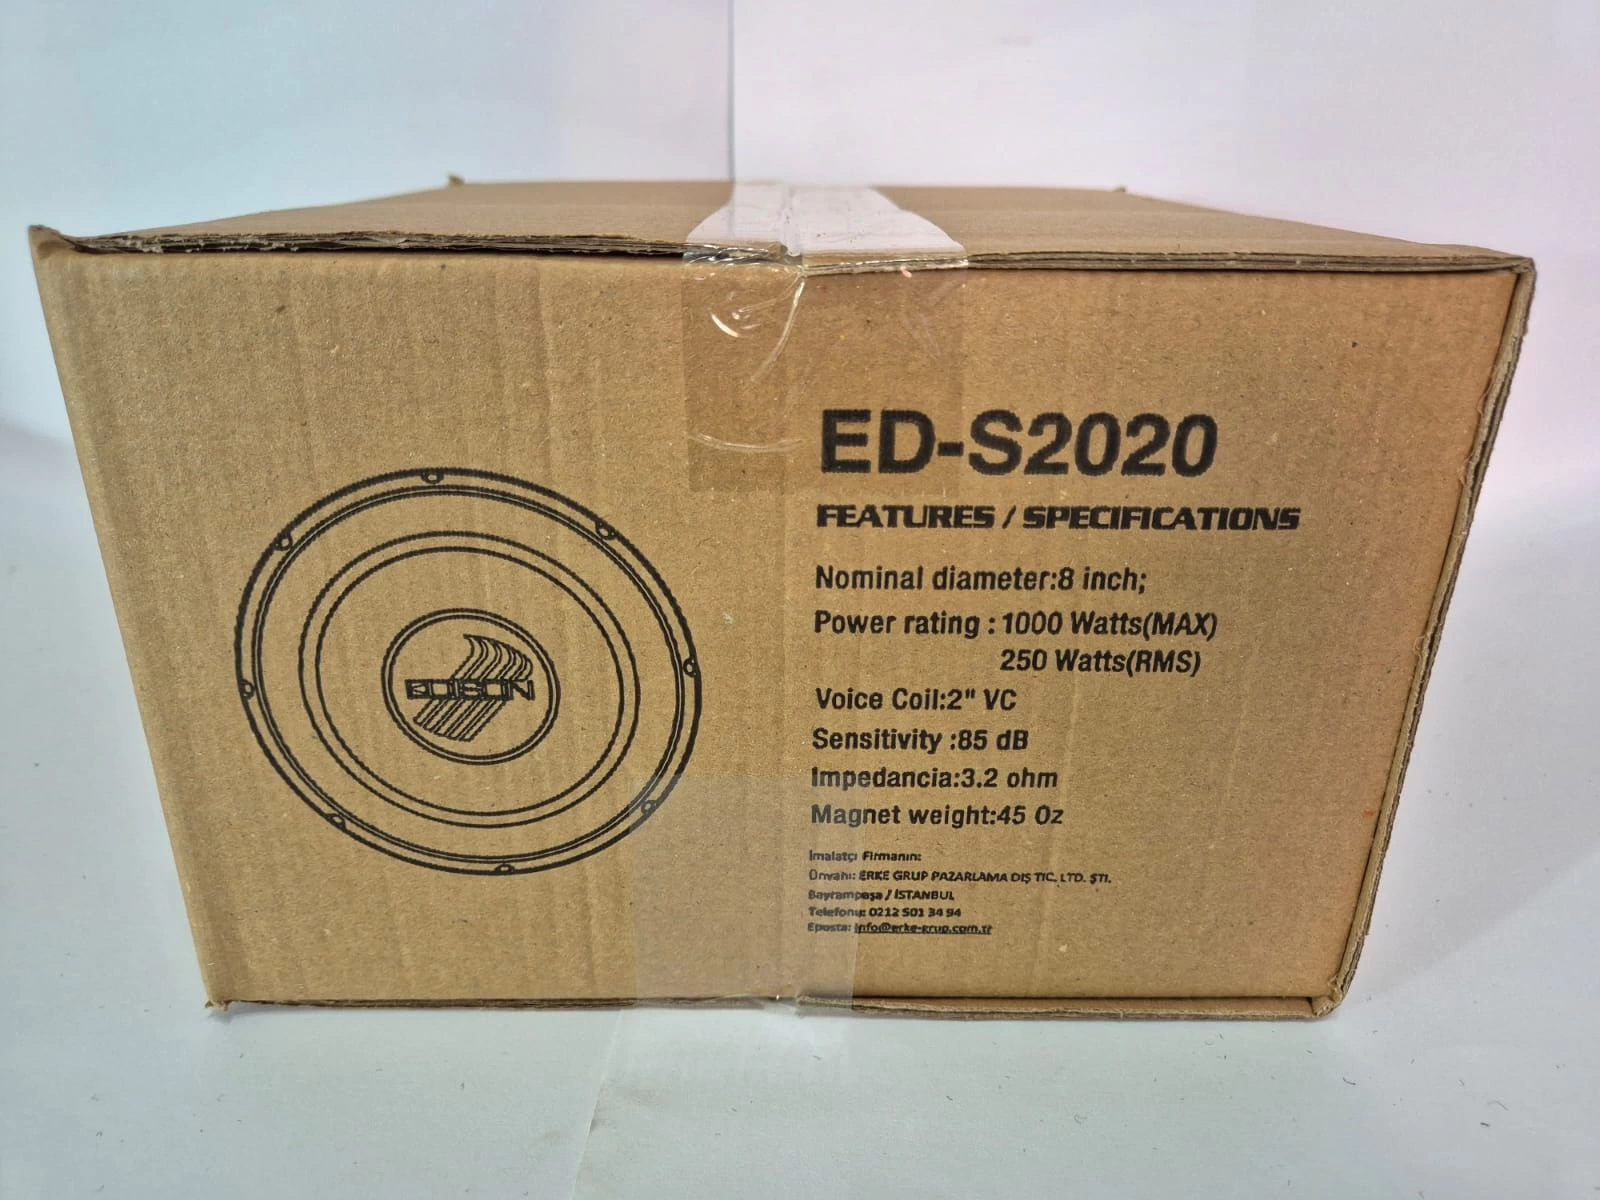 EDISON
ED-S2020
FEATURES / SPECIFICATIONS
Nominal diameter:8 inch;
Power rating : 1000 Watts(MAX)
250 Watts(RMS)
Voice Coil:2" VC
Sensitivity :85 dB
Impedancia:3.2 ohm
Magnet weight:45 Oz
İmalatçı Firmanın:
Ünvahı: ERKE GRUP PAZARLAMA DIŞ TIC. LTD. ŞTI.
Bayrampaşa / İSTANBUL
Telefonu: 0212 501 34 94
Eposta: info@erke-grup.com.tr